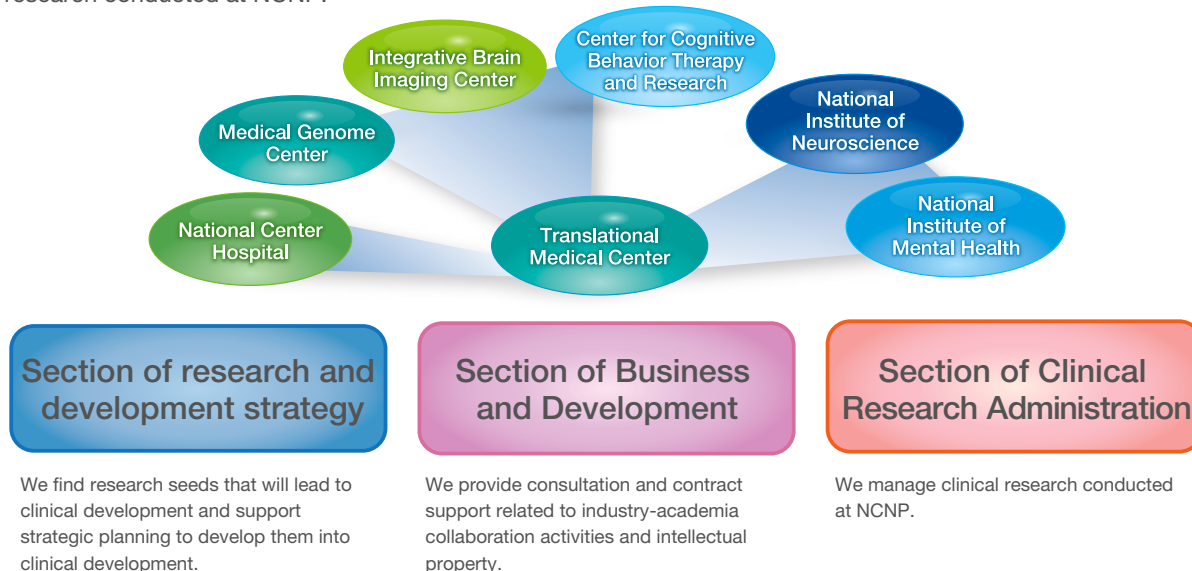 research conducted at NCNP.
Integrative Brain
Imaging Center
Center for Cognitive
Behavior Therapy
and Research
National
Institute of
Neuroscience
Medical Genome
Center
National Center
Hospital
Translational
Medical Center
National
Institute of
Mental Health
Section of research and
development strategy
Section of Business
and Development
Section of Clinical
Research Administration
We find research seeds that will lead to
clinical development and support
strategic planning to develop them into
clinical development.
We provide consultation and contract
support related to industry-academia
collaboration activities and intellectual
property.
We manage clinical research conducted
at NCNP.